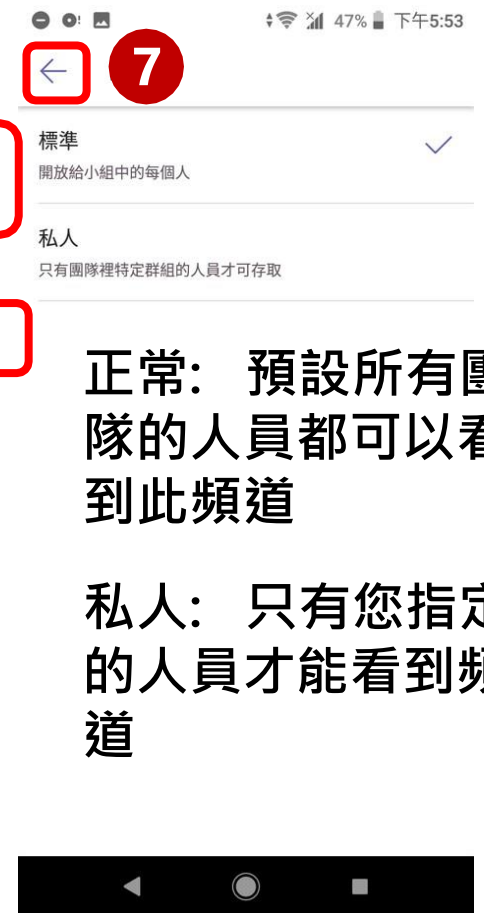 47% 下午5:53
7
標準
開放給小組中的每個人
私人
只有團隊裡特定群組的人員才可存取
正常: 預設所有團
隊的人員都可以看
到此頻道
私人: 只有您指定
的人員才能看到頻
道